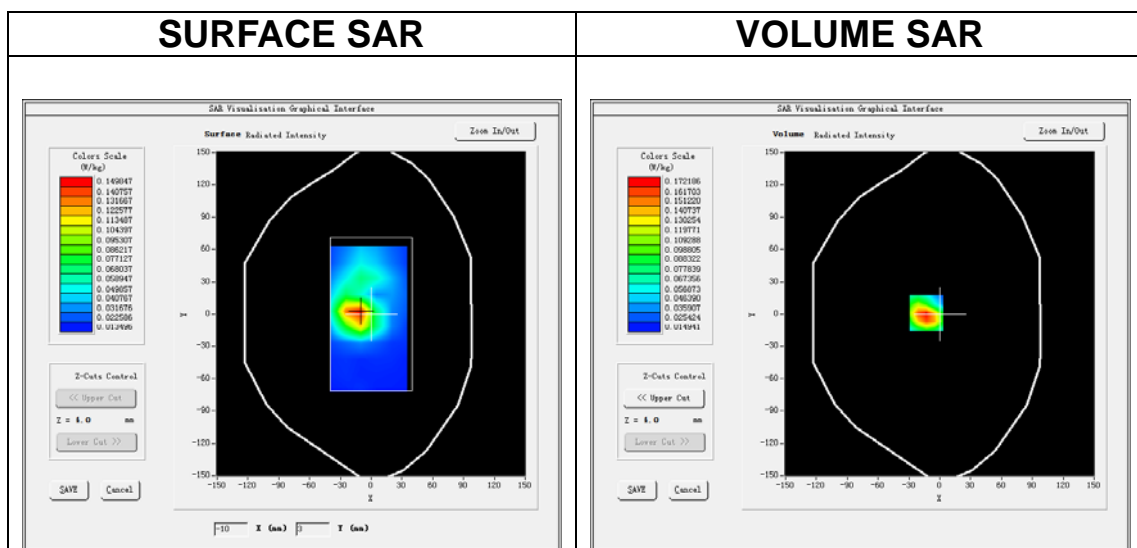 SURFACE SAR
VOLUME SAR
SAR Visualisation Graphical Interface
Surface Radiated Intensity
Zoom In/Out
Colors Scale
(W/kg)
0.149847
0.140757
0.131667
0.122577
0.113487
0.104397
0.095307
0.086217
0.077127
0.068037
0.058947
0.049857
0.040767
0.031676
0.022586
0.013496
Z-Cuts Control
<< Upper Cut
Z = 4.0 mm
Lower Cut >>
SAVE
Cancel
150
120
90
60
30
0
-30
-60
-90
-120
-150
Y
-150 -120 -90 -60 -30 0 30 60 90 120 150
X
-10 X (mm) 3 Y (mm)
SAR Visualisation Graphical Interface
Volume Radiated Intensity
Zoom In/Out
Colors Scale
(W/kg)
0.172186
0.161703
0.151220
0.140737
0.130254
0.119771
0.109288
0.098805
0.088322
0.077839
0.067356
0.056873
0.046390
0.035907
0.025424
0.014941
Z-Cuts Control
<< Upper Cut
Z = 4.0 mm
Lower Cut >>
SAVE
Cancel
150
120
90
60
30
0
-30
-60
-90
-120
-150
Y
-150 -120 -90 -60 -30 0 30 60 90 120 150
X